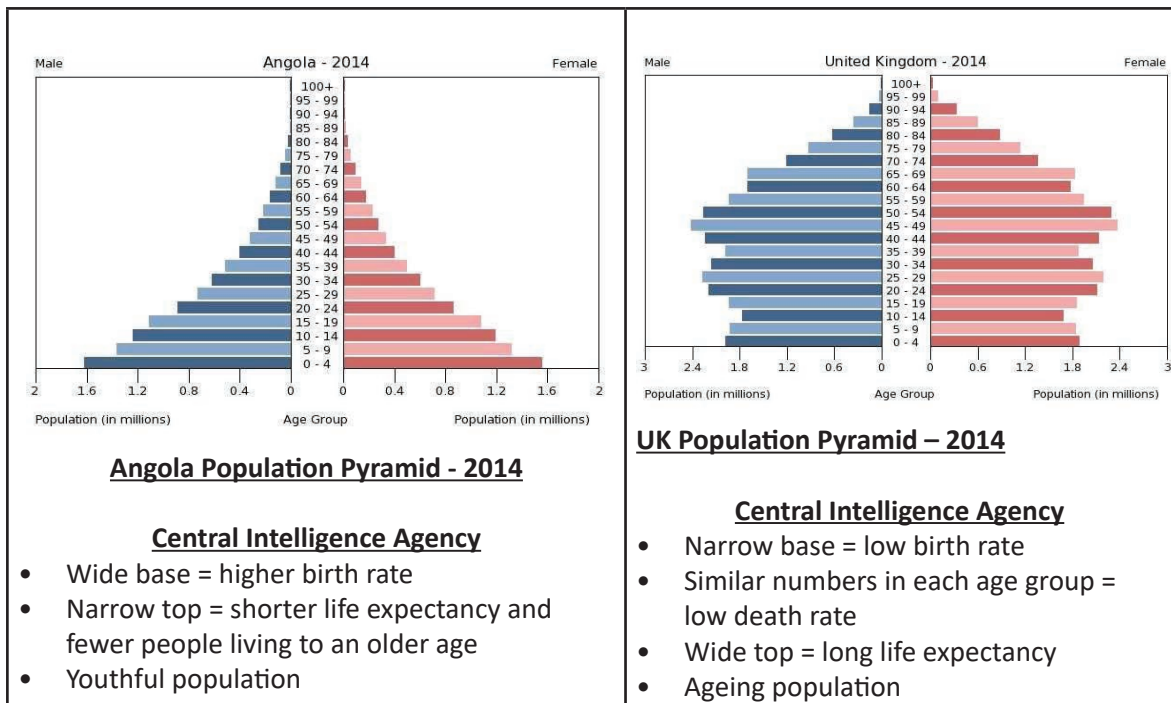 Male Angola - 2014 Female
100+
95 - 99
90 - 94
85 - 89
80 - 84
75 - 79
70 - 74
65 - 69
60 - 64
55 - 59
50 - 54
45 - 49
40 - 44
35 - 39
30 - 34
25 - 29
20 - 24
15 - 19
10 - 14
5 - 9
0 - 4
2 1.6 1.2 0.8 0.4 0 0 0.4 0.8 1.2 1.6 2
Population (in millions) Age Group Population (in millions)
Angola Population Pyramid - 2014
Central Intelligence Agency
• Wide base = higher birth rate
• Narrow top = shorter life expectancy and
fewer people living to an older age
• Youthful population
Male United Kingdom - 2014 Female
100+
95 - 99
90 - 94
85 - 89
80 - 84
75 - 79
70 - 74
65 - 69
60 - 64
55 - 59
50 - 54
45 - 49
40 - 44
35 - 39
30 - 34
25 - 29
20 - 24
15 - 19
10 - 14
5 - 9
0 - 4
3 2.4 1.8 1.2 0.6 0 0 0.6 1.2 1.8 2.4 3
Population (in millions) Age Group Population (in millions)
UK Population Pyramid – 2014
Central Intelligence Agency
• Narrow base = low birth rate
• Similar numbers in each age group =
low death rate
• Wide top = long life expectancy
• Ageing population